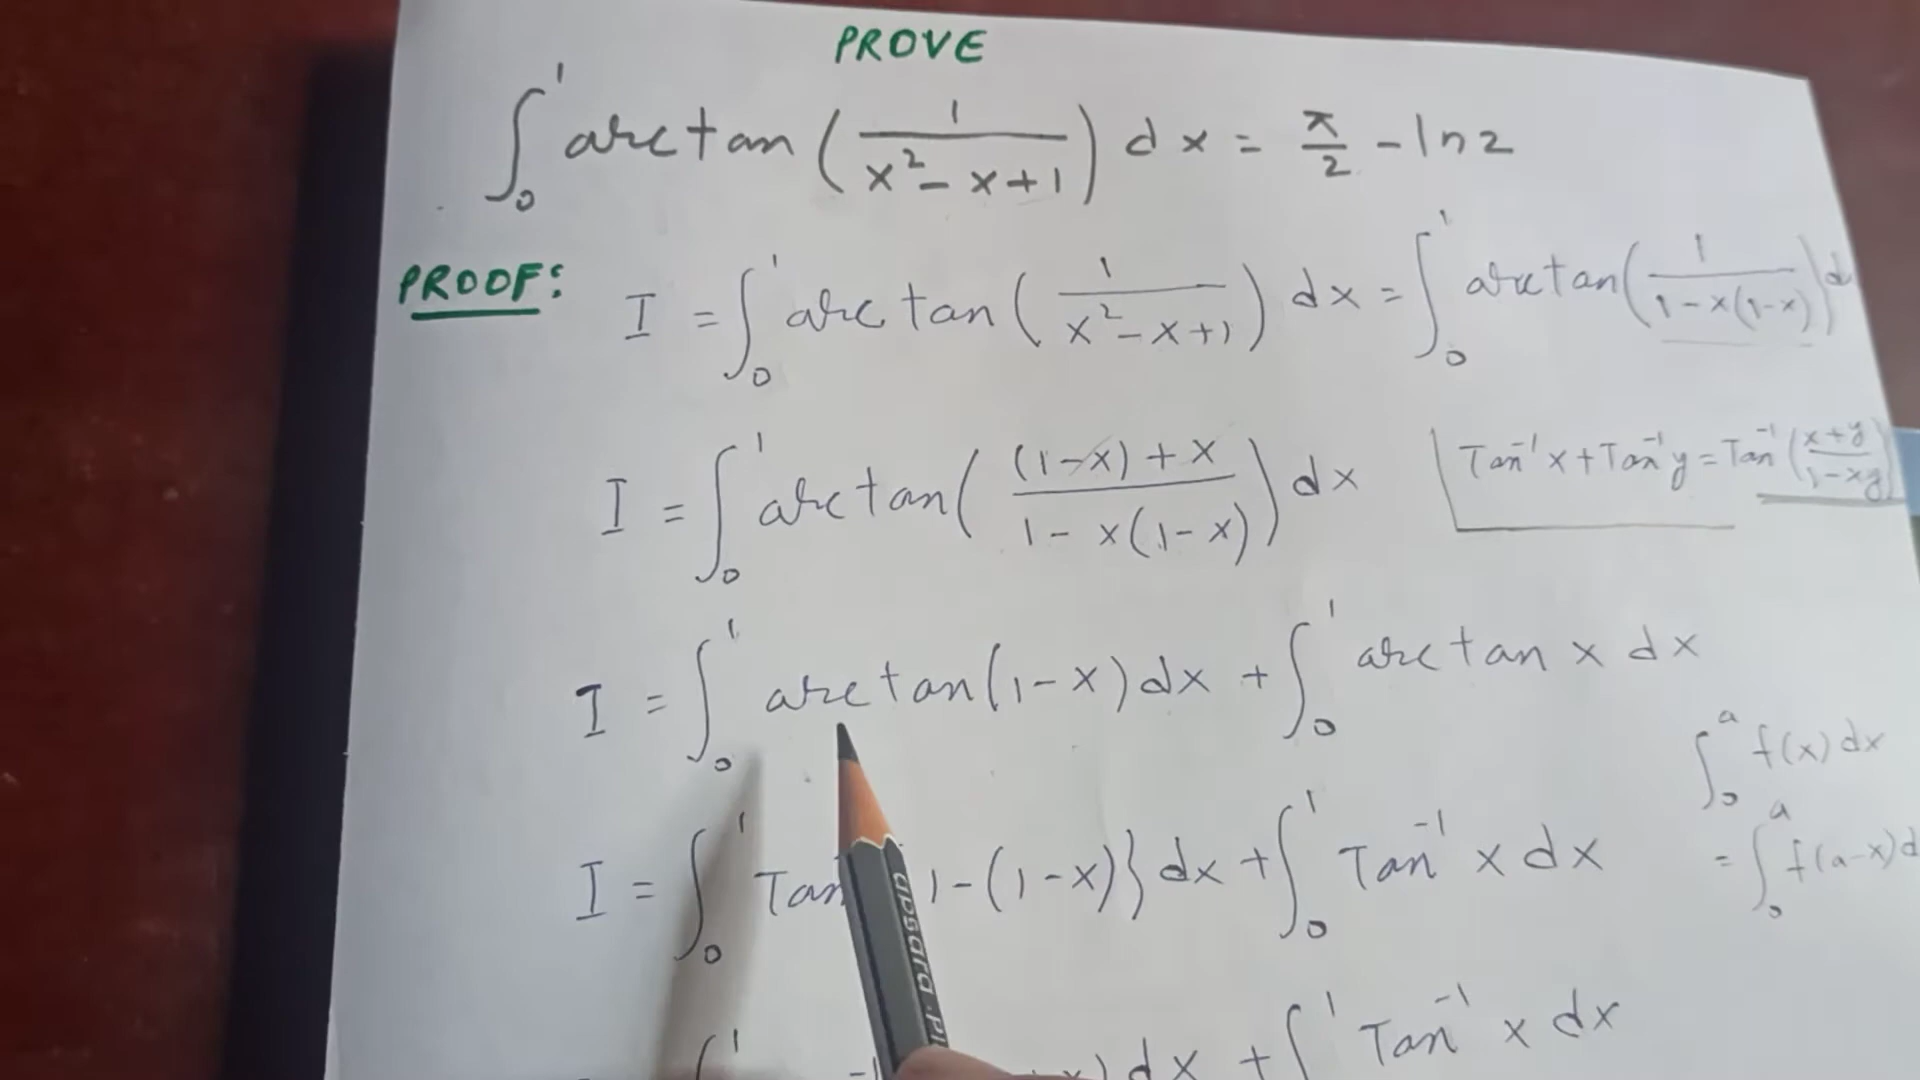 PROVE
∫₀¹ arctan(1/(x²-x+1)) dx = π/2 - ln2
PROOF: I = ∫₀¹ arctan(1/(x²-x+1)) dx = ∫₀¹ arctan(1/(1-x(1-x))) d
I = ∫₀¹ arctan(((1-x)+x)/(1-x(1-x))) dx
Tan⁻¹x+Tan⁻¹y=Tan⁻¹((x+y)/(1-xy))
I = ∫₀¹ arctan(1-x)dx + ∫₀¹ arctan x dx
∫₀ᵃ f(x)dx
= ∫₀ᵃ f(a-x)d
I = ∫₀¹ Tan 1-(1-x)}dx + ∫₀¹ Tan⁻¹ x dx
x)dx + ∫¹ Tan⁻¹ x dx
apsara